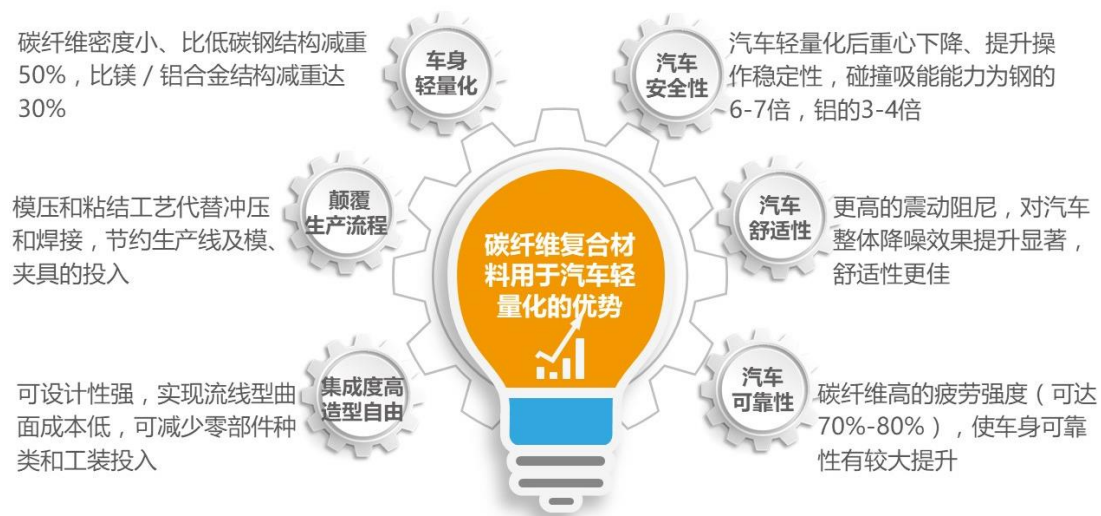 碳纤维密度小、比低碳钢结构减重
50%，比镁／铝合金结构减重达
30%
车身
轻量化
汽车
安全性
汽车轻量化后重心下降、提升操
作稳定性，碰撞吸能能力为钢的
6-7倍，铝的3-4倍
模压和粘结工艺代替冲压
和焊接，节约生产线及模、
夹具的投入
颠覆
生产流程
碳纤维复合材
料用于汽车轻
量化的优势
汽车
舒适性
更高的震动阻尼，对汽车
整体降噪效果提升显著，
舒适性更佳
可设计性强，实现流线型曲
面成本低，可减少零部件种
类和工装投入
集成度高
造型自由
汽车
可靠性
碳纤维高的疲劳强度（可达
70%-80%），使车身可靠
性有较大提升